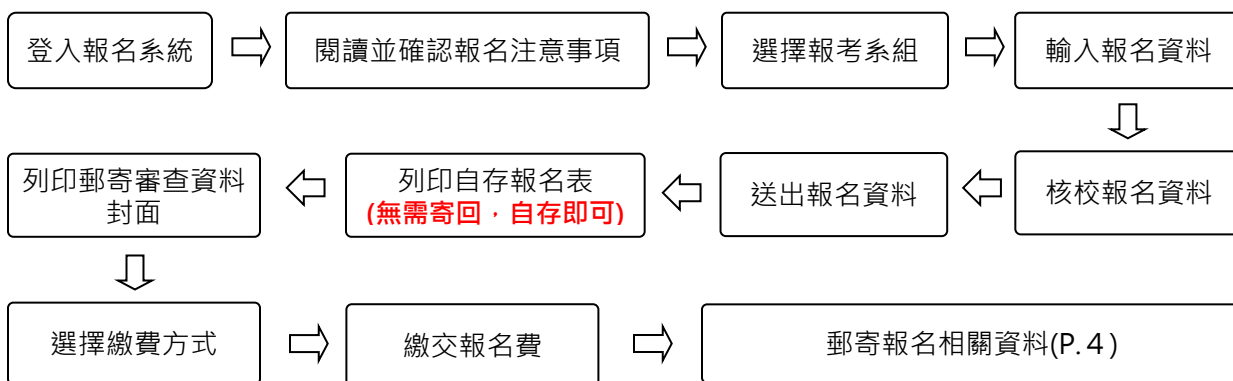 登入報名系統
閱讀並確認報名注意事項
選擇報考系組
輸入報名資料
核校報名資料
送出報名資料
列印自存報名表
(無需寄回，自存即可)
列印郵寄審查資料
封面
選擇繳費方式
繳交報名費
郵寄報名相關資料(P.４)